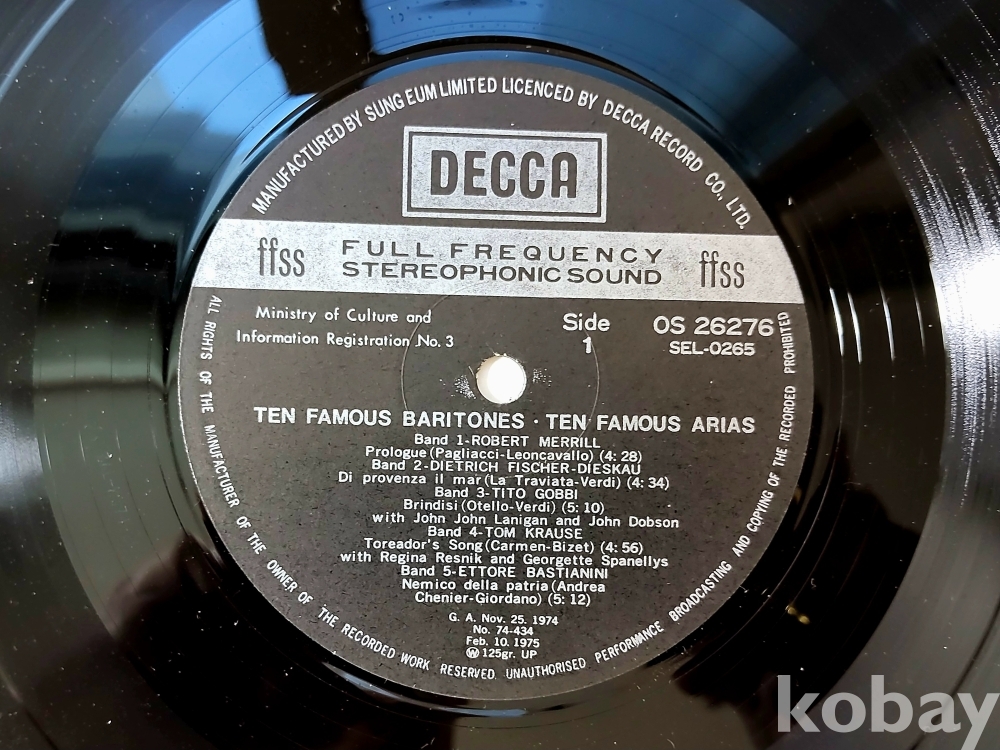 MANUFACTURED BY SUNG EUM LIMITED LICENCED BY DECCA RECORD CO., LTD.
DECCA
ffss
FULL FREQUENCY
STEREOPHONIC SOUND
ffss
Ministry of Culture and
Information Registration No. 3
Side
1
OS 26276
SEL-0265
TEN FAMOUS BARITONES · TEN FAMOUS ARIAS
Band 1-ROBERT MERRILL
Prologue (Pagliacci-Leoncavallo) (4: 28)
Band 2-DIETRICH FISCHER-DIESKAU
Di provenza il mar (La Traviata-Verdi) (4: 34)
Band 3-TITO GOBBI
Brindisi (Otello-Verdi) (5: 10)
with John John Lanigan and John Dobson
Band 4-TOM KRAUSE
Toreador's Song (Carmen-Bizet) (4: 56)
with Regina Resnik and Georgette Spanellys
Band 5-ETTORE BASTIANINI
Nemico della patria (Andrea
Chenier-Giordano) (5: 12)
G. A. Nov. 25. 1974
No. 74-434
Feb. 10. 1975
Ⓦ 125gr. UP
ALL RIGHTS OF THE MANUFACTURER OF THE OWNER OF THE RECORDED WORK RESERVED UNAUTHORISED PERFORMANCE BROADCASTING AND COPYING OF THE RECORDED PROHIBITED
kobay